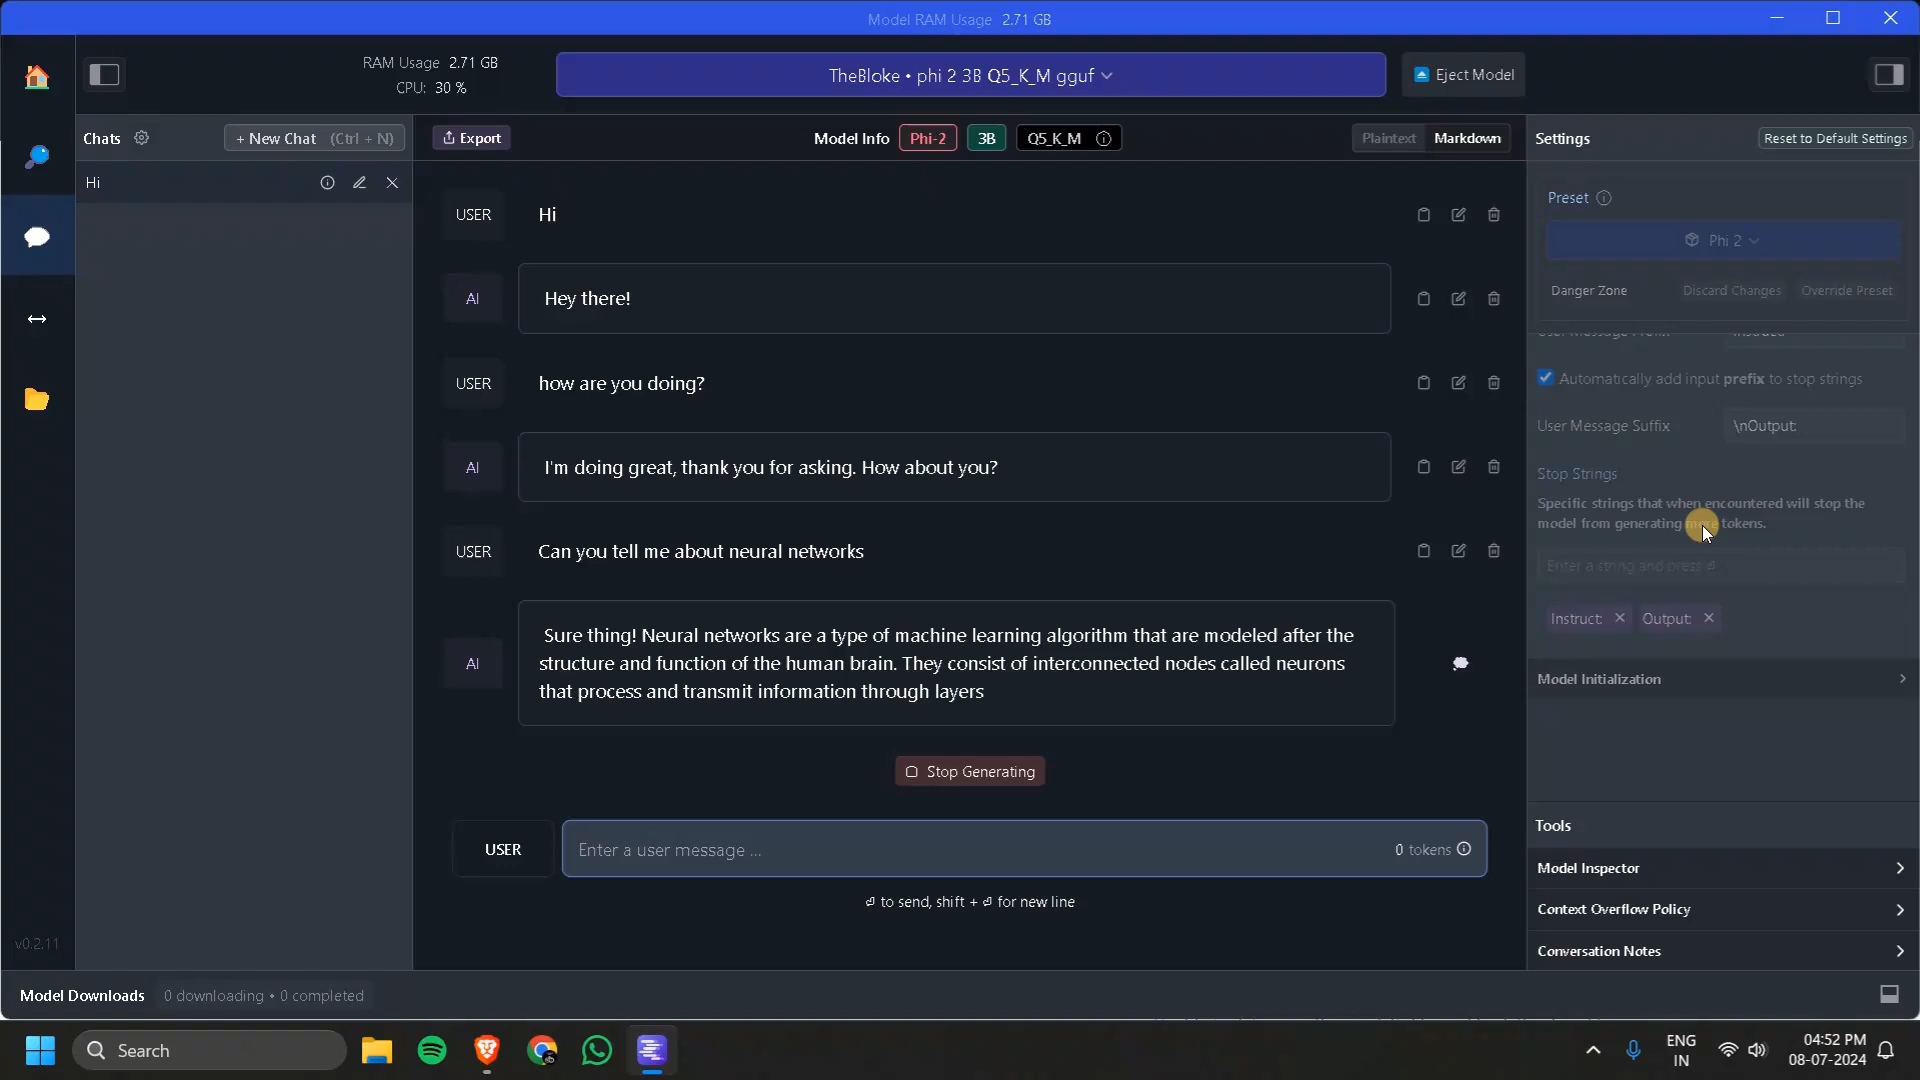 Model RAM Usage 2.71 GB
RAM Usage 2.71 GB
CPU: 30 %
TheBloke • phi 2 3B Q5_K_M gguf
Eject Model
Chats
+ New Chat (Ctrl + N)
Export
Model Info Phi-2 3B Q5_K_M
Plaintext Markdown
Settings
Reset to Default Settings
Hi
USER
Hi
AI
Hey there!
USER
how are you doing?
AI
I'm doing great, thank you for asking. How about you?
USER
Can you tell me about neural networks
AI
Sure thing! Neural networks are a type of machine learning algorithm that are modeled after the
structure and function of the human brain. They consist of interconnected nodes called neurons
that process and transmit information through layers
Stop Generating
USER
Enter a user message ...
0 tokens
⏎ to send, shift + ⏎ for new line
Preset
Phi 2
Danger Zone Discard Changes Override Preset
Automatically add input prefix to stop strings
User Message Suffix \nOutput:
Stop Strings
Specific strings that when encountered will stop the
model from generating more tokens.
Enter a string and press ⏎
Instruct: Output:
Model Initialization
Tools
Model Inspector
Context Overflow Policy
Conversation Notes
v0.2.11
Model Downloads 0 downloading • 0 completed
Search
ENG
IN
04:52 PM
08-07-2024